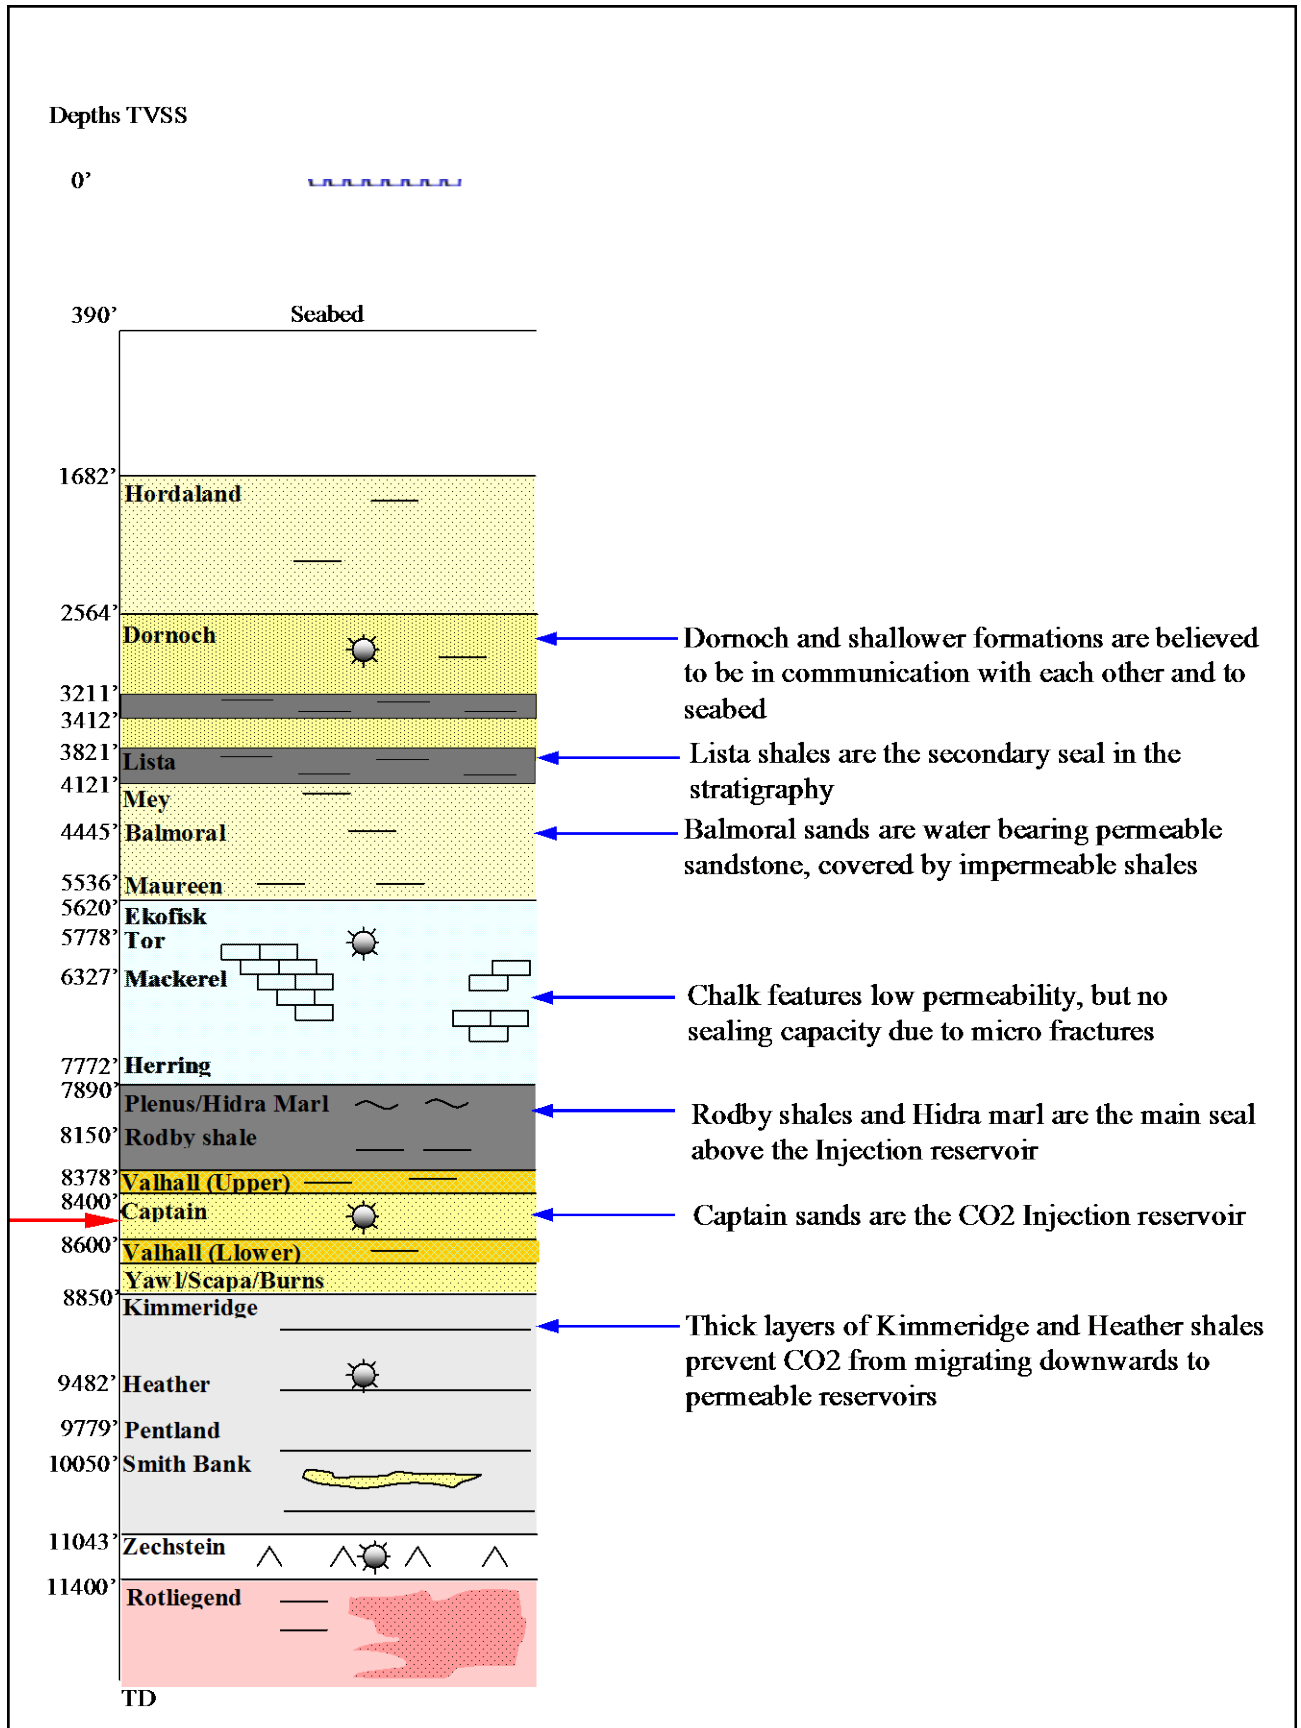 Depths TVSS
0’
390’ Seabed
1682’
Hordaland
2564’
Dornoch
Dornoch and shallower formations are believed
to be in communication with each other and to
seabed
3211’
3412’
3821’
Lista
Lista shales are the secondary seal in the
stratigraphy
4121’
Mey
4445’ Balmoral
Balmoral sands are water bearing permeable
sandstone, covered by impermeable shales
5536’ Maureen
5620’
Ekofisk
5778’ Tor
6327’ Mackerel
Chalk features low permeability, but no
sealing capacity due to micro fractures
7772’ Herring
7890’
Plenus/Hidra Marl
Rodby shales and Hidra marl are the main seal
above the Injection reservoir
8150’ Rodby shale
8378’ Valhall (Upper)
8400’
Captain
Captain sands are the CO2 Injection reservoir
8600’ Valhall (Llower)
Yawl/Scapa/Burns
8850’
Kimmeridge
Thick layers of Kimmeridge and Heather shales
prevent CO2 from migrating downwards to
permeable reservoirs
9482’ Heather
9779’ Pentland
10050’ Smith Bank
11043’ Zechstein
11400’
Rotliegend
TD